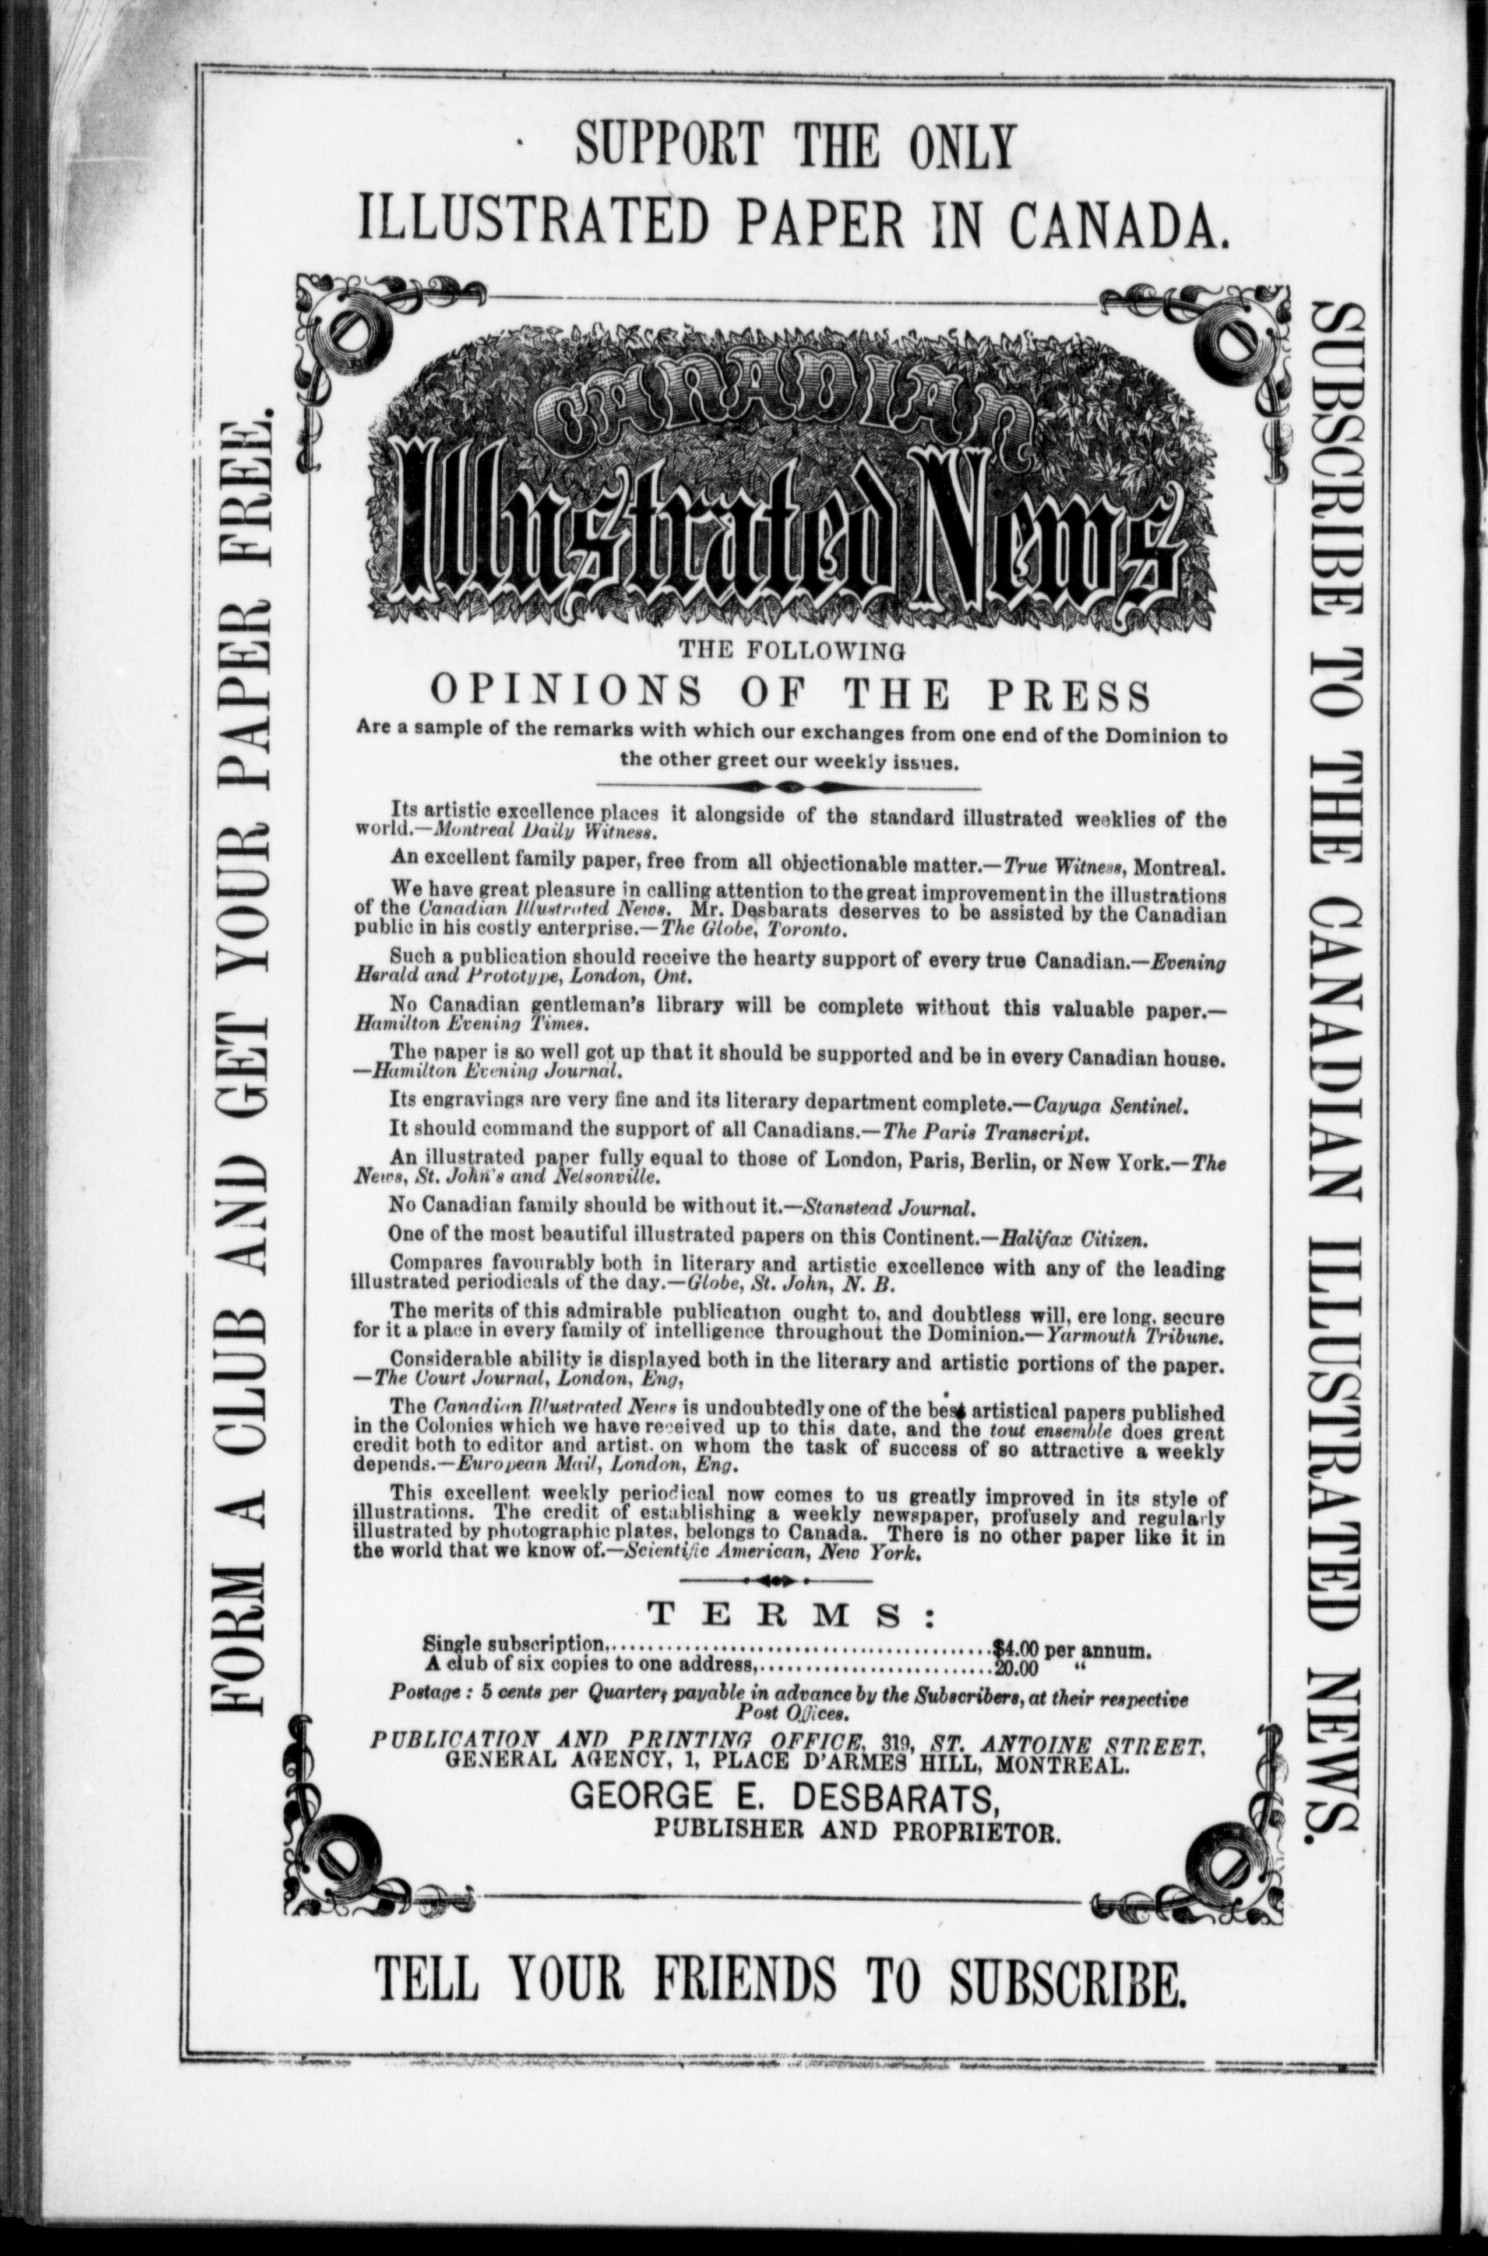 SUPPORT THE ONLY
ILLUSTRATED PAPER IN CANADA.
FORM A CLUB AND GET YOUR PAPER FREE.
CANADIAN
Illustrated News
THE FOLLOWING
OPINIONS OF THE PRESS
Are a sample of the remarks with which our exchanges from one end of the Dominion to
the other greet our weekly issues.
Its artistic excellence places it alongside of the standard illustrated weeklies of the
world.—Montreal Daily Witness.
An excellent family paper, free from all objectionable matter.—True Witness, Montreal.
We have great pleasure in calling attention to the great improvement in the illustrations
of the Canadian Illustrated News. Mr. Desbarats deserves to be assisted by the Canadian
public in his costly enterprise.—The Globe, Toronto.
Such a publication should receive the hearty support of every true Canadian.—Evening
Herald and Prototype, London, Ont.
No Canadian gentleman's library will be complete without this valuable paper.—
Hamilton Evening Times.
The paper is so well got up that it should be supported and be in every Canadian house.
—Hamilton Evening Journal.
Its engravings are very fine and its literary department complete.—Cayuga Sentinel.
It should command the support of all Canadians.—The Paris Transcript.
An illustrated paper fully equal to those of London, Paris, Berlin, or New York.—The
News, St. John's and Nelsonville.
No Canadian family should be without it.—Stanstead Journal.
One of the most beautiful illustrated papers on this Continent.—Halifax Citizen.
Compares favourably both in literary and artistic excellence with any of the leading
illustrated periodicals of the day.—Globe, St. John, N. B.
The merits of this admirable publication ought to, and doubtless will, ere long, secure
for it a place in every family of intelligence throughout the Dominion.—Yarmouth Tribune.
Considerable ability is displayed both in the literary and artistic portions of the paper.
—The Court Journal, London, Eng,
The Canadian Illustrated News is undoubtedly one of the best artistical papers published
in the Colonies which we have received up to this date, and the tout ensemble does great
credit both to editor and artist, on whom the task of success of so attractive a weekly
depends.—European Mail, London, Eng.
This excellent weekly periodical now comes to us greatly improved in its style of
illustrations. The credit of establishing a weekly newspaper, profusely and regularly
illustrated by photographic plates, belongs to Canada. There is no other paper like it in
the world that we know of.—Scientific American, New York.
TERMS:
Single subscription,........................................$4.00 per annum.
A club of six copies to one address,.........................20.00 "
Postage: 5 cents per Quarter, payable in advance by the Subscribers, at their respective
Post Offices.
PUBLICATION AND PRINTING OFFICE, 319, ST. ANTOINE STREET,
GENERAL AGENCY, 1, PLACE D'ARMES HILL, MONTREAL.
GEORGE E. DESBARATS,
PUBLISHER AND PROPRIETOR.
SUBSCRIBE TO THE CANADIAN ILLUSTRATED NEWS.
TELL YOUR FRIENDS TO SUBSCRIBE.